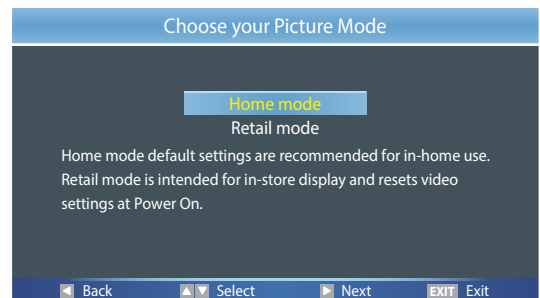 Choose your Picture Mode
Home mode
Retail mode
Home mode default settings are recommended for in-home use.
Retail mode is intended for in-store display and resets video
settings at Power On.
Back Select Next EXIT Exit